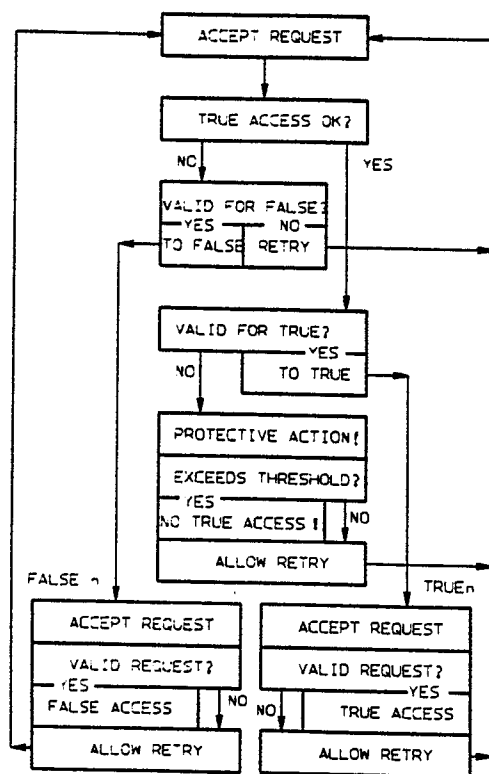 ACCEPT REQUEST
TRUE ACCESS OK?
NO
YES
VALID FOR FALSE?
YES NO
TO FALSE RETRY
VALID FOR TRUE?
YES
NO
TO TRUE
PROTECTIVE ACTION!
EXCEEDS THRESHOLD?
YES
NO TRUE ACCESS!
NO
ALLOW RETRY
FALSE n
TRUEn
ACCEPT REQUEST
VALID REQUEST?
YES
FALSE ACCESS
NO
ALLOW RETRY
ACCEPT REQUEST
VALID REQUEST?
YES
NO
TRUE ACCESS
ALLOW RETRY